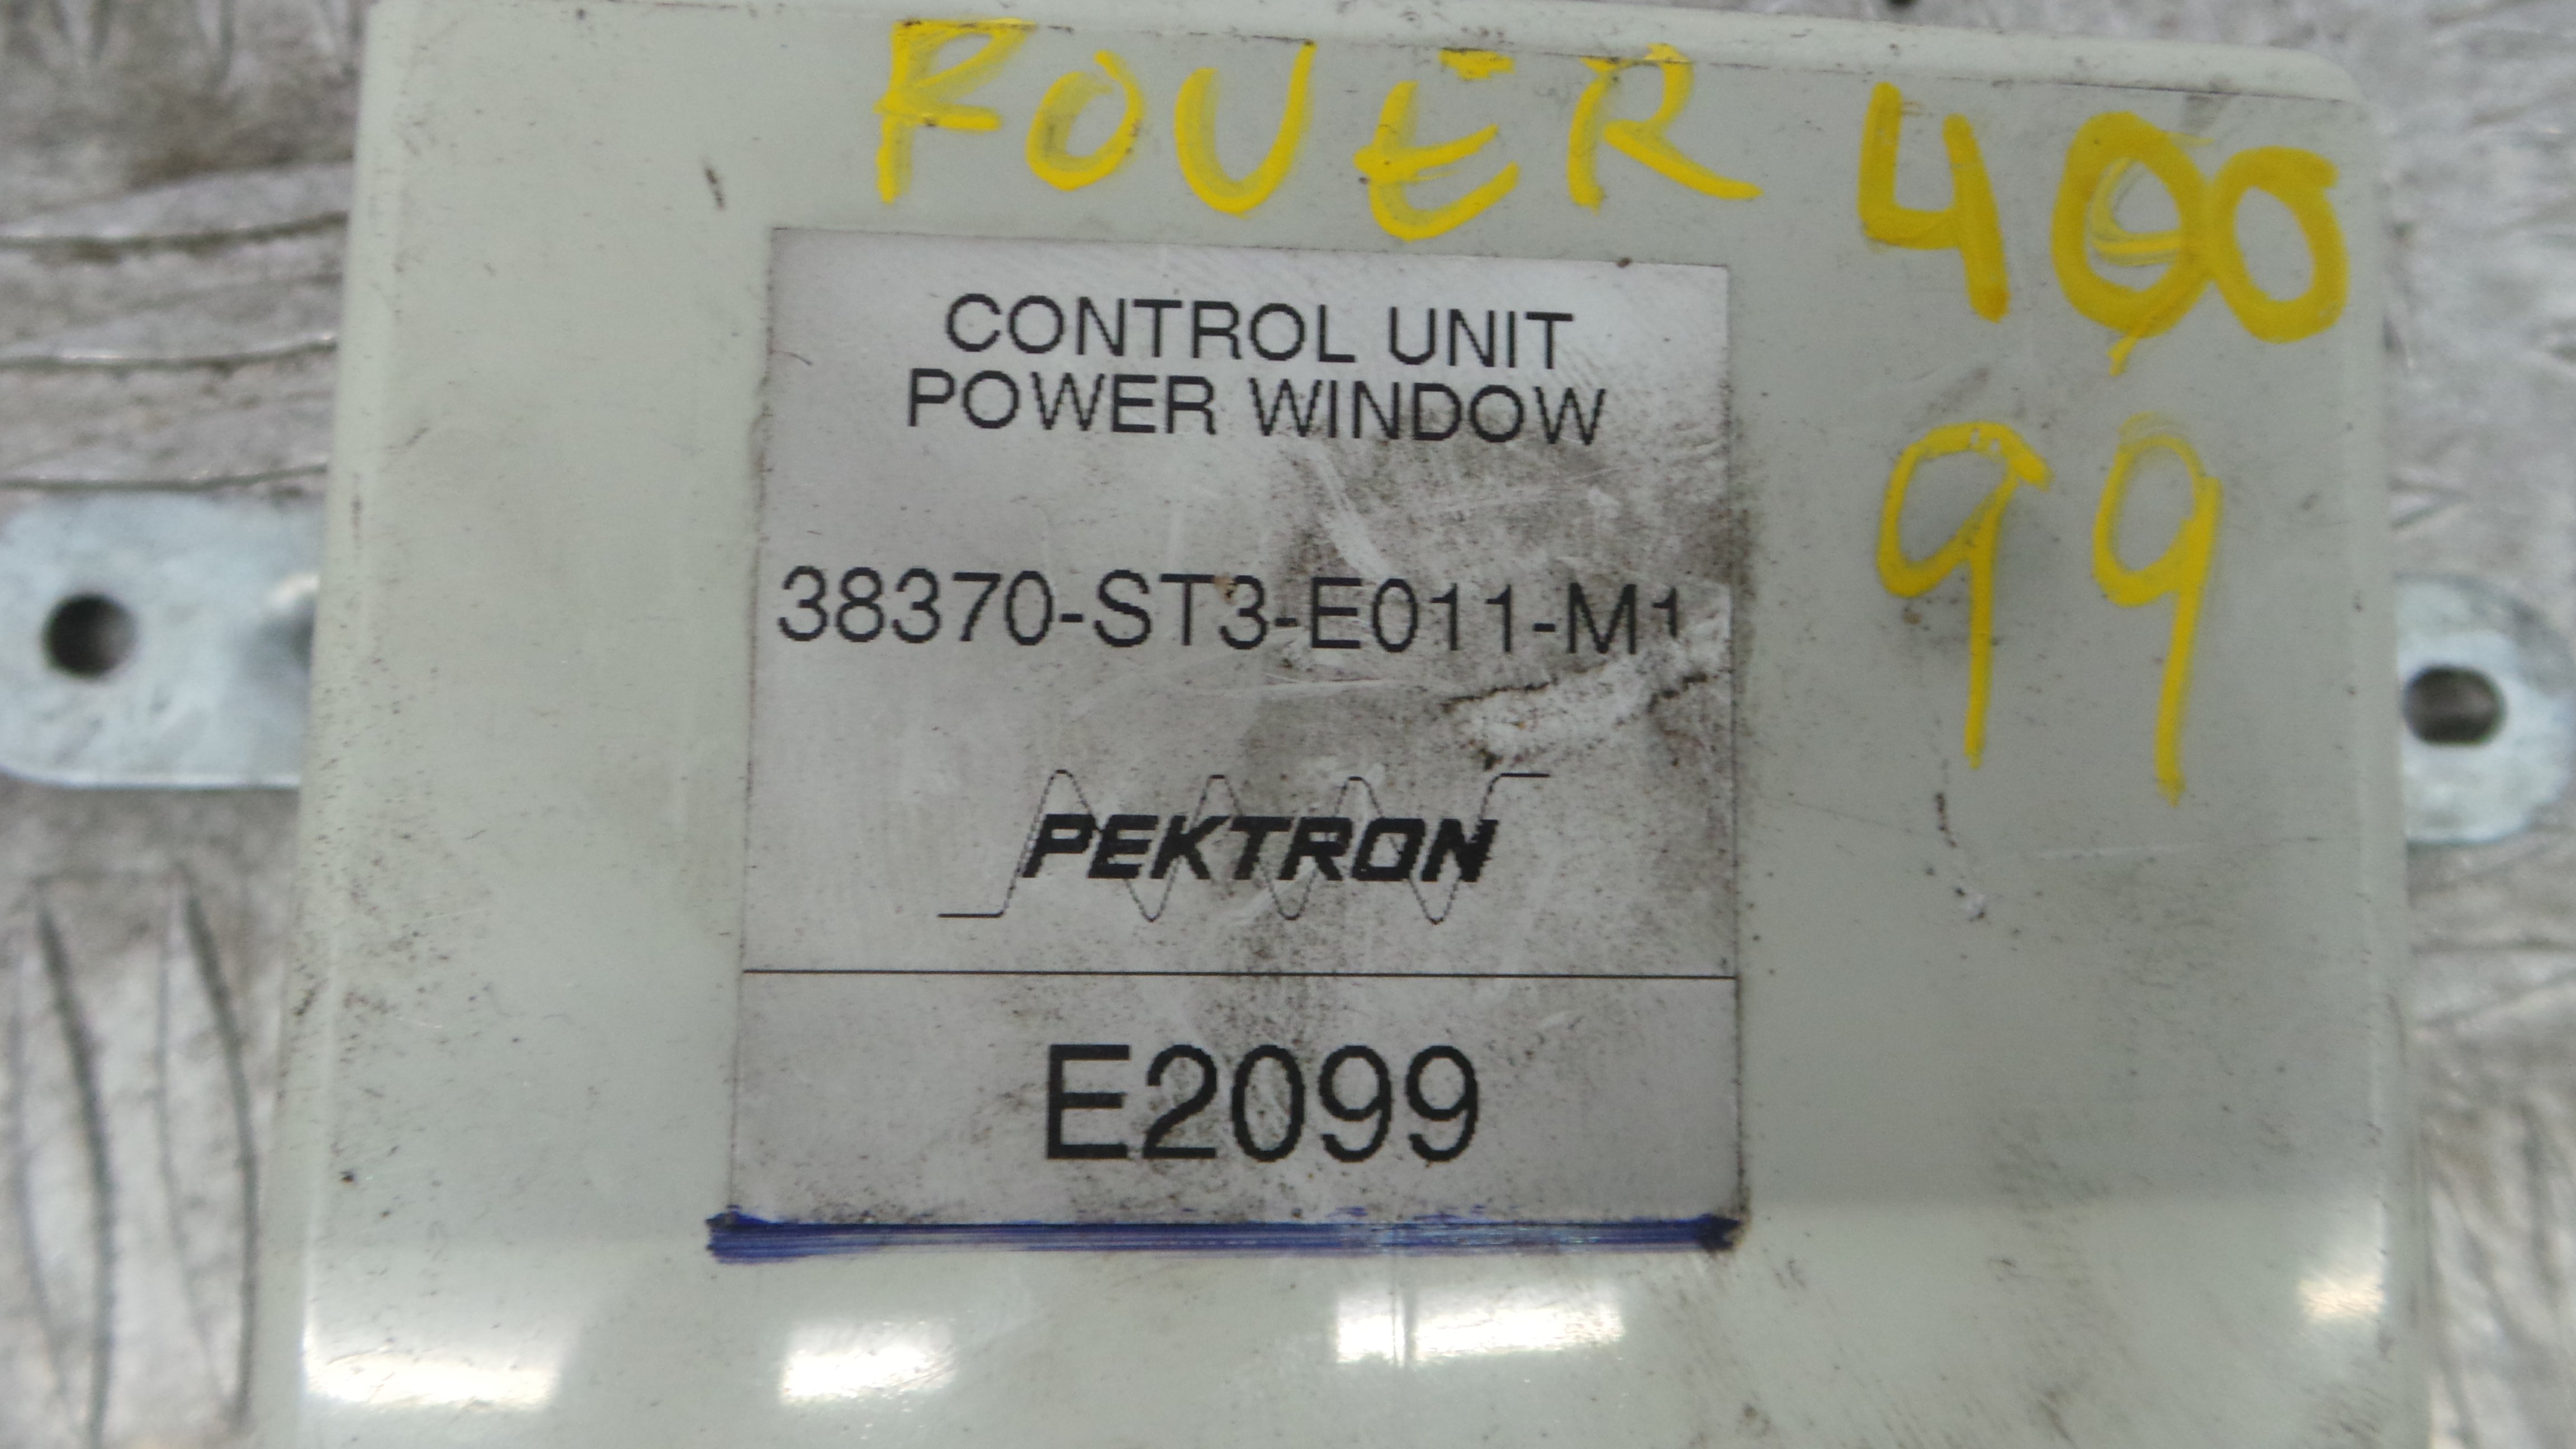 ROVER 400
99
CONTROL UNIT
POWER WINDOW
38370-ST3-E011-M1
PEKTRON
E2099